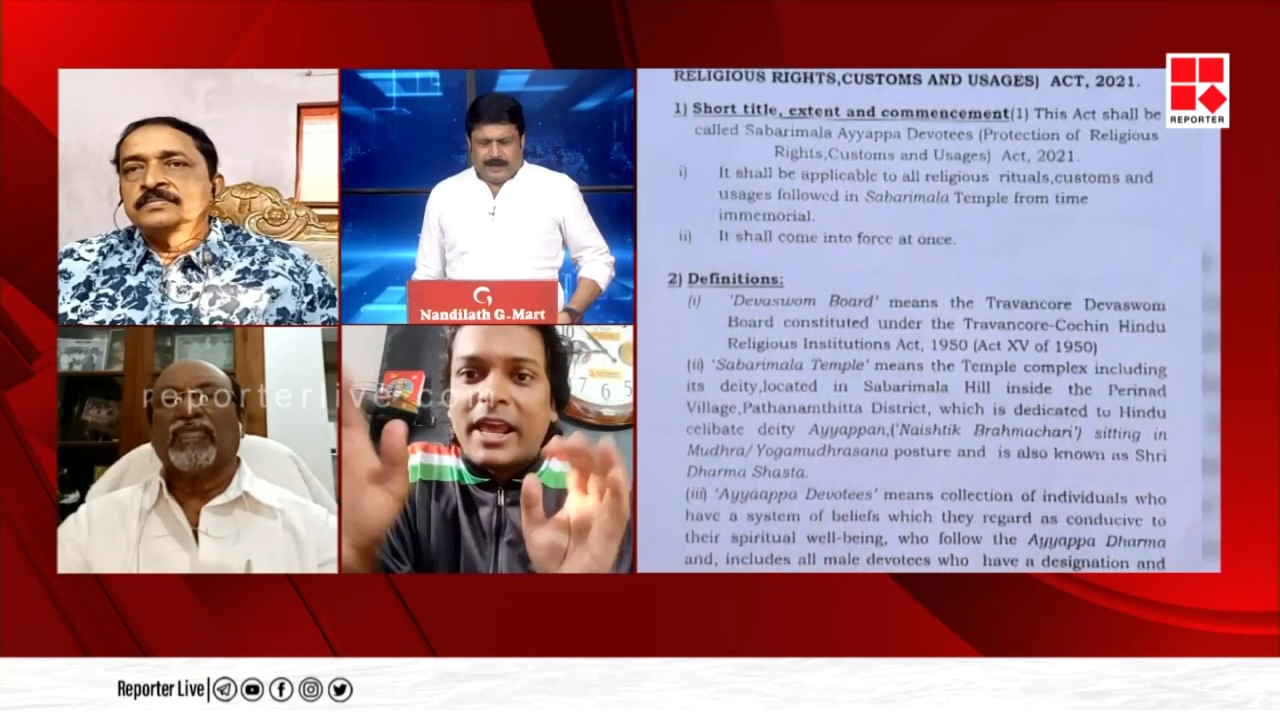 REPORTER
RELIGIOUS RIGHTS,CUSTOMS AND USAGES) ACT, 2021.
1) Short title, extent and commencement(1) This Act shall be
called Sabarimala Ayyappa Devotees (Protection of Religious
Rights,Customs and Usages) Act, 2021.
i) It shall be applicable to all religious rituals,customs and
usages followed in Sabarimala Temple from time
immemorial.
ii) It shall come into force at once.
2) Definitions:
(i) 'Devaswom Board' means the Travancore Devaswom
Board constituted under the Travancore-Cochin Hindu
Religious Institutions Act, 1950 (Act XV of 1950)
(ii) 'Sabarimala Temple' means the Temple complex including
its deity,located in Sabarimala Hill inside the Perinad
Village,Pathanamthitta District, which is dedicated to Hindu
celibate deity Ayyappan,('Naishtik Brahmachari') sitting in
Mudhra/Yogamudhrasana posture and is also known as Shri
Dharma Shasta.
(iii) 'Ayyaappa Devotees' means collection of individuals who
have a system of beliefs which they regard as conducive to
their spiritual well-being, who follow the Ayyappa Dharma
and, includes all male devotees who have a designation and
Nandilath G-Mart
reporterlive.com
Reporter Live